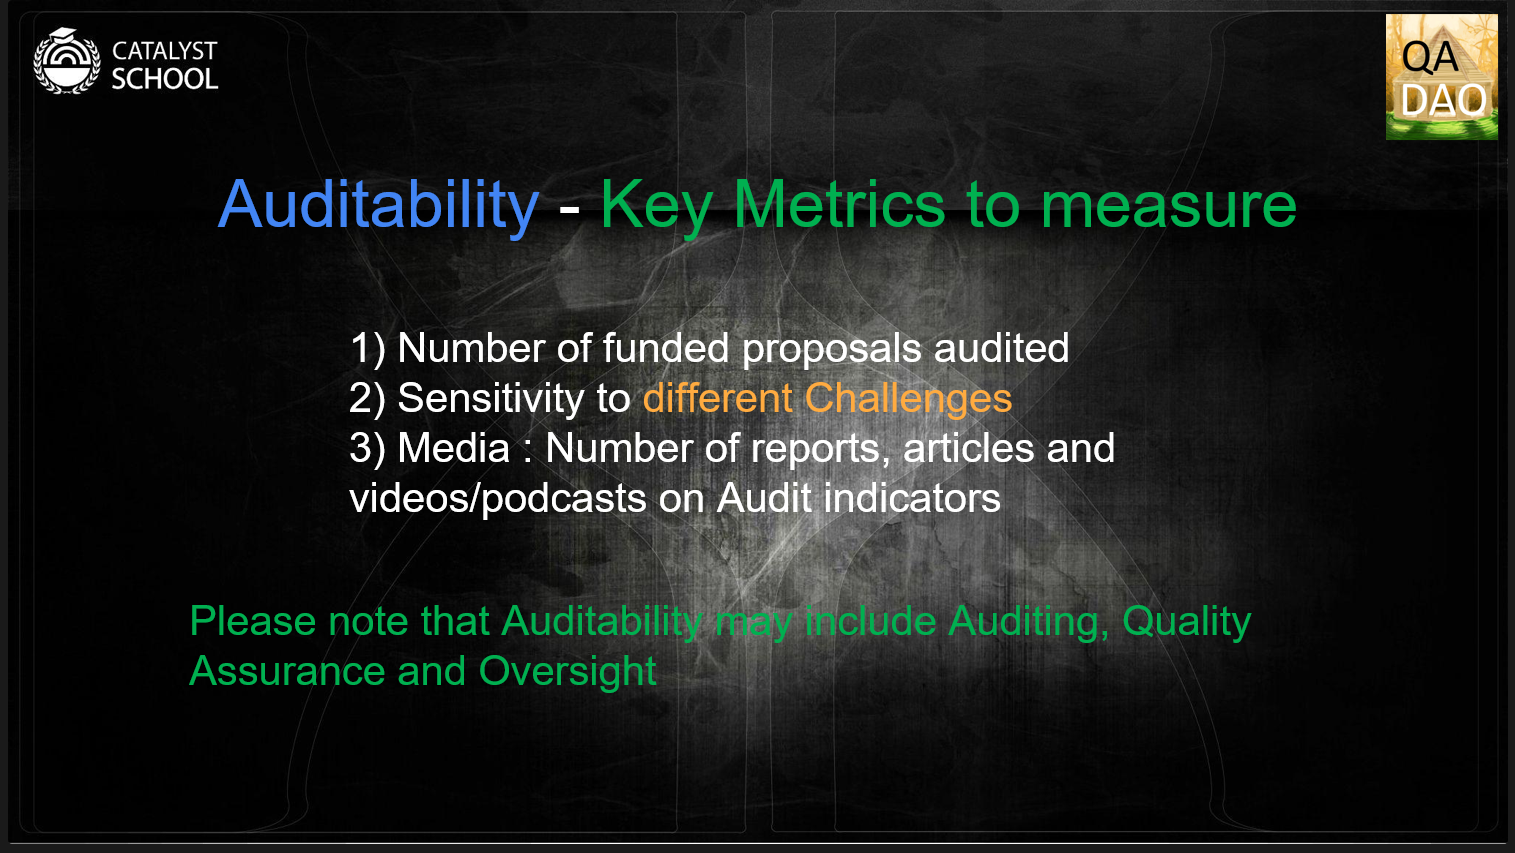 CATALYST
SCHOOL
QA
DAO
Auditability - Key Metrics to measure
1) Number of funded proposals audited
2) Sensitivity to different Challenges
3) Media : Number of reports, articles and
videos/podcasts on Audit indicators
Please note that Auditability may include Auditing, Quality
Assurance and Oversight